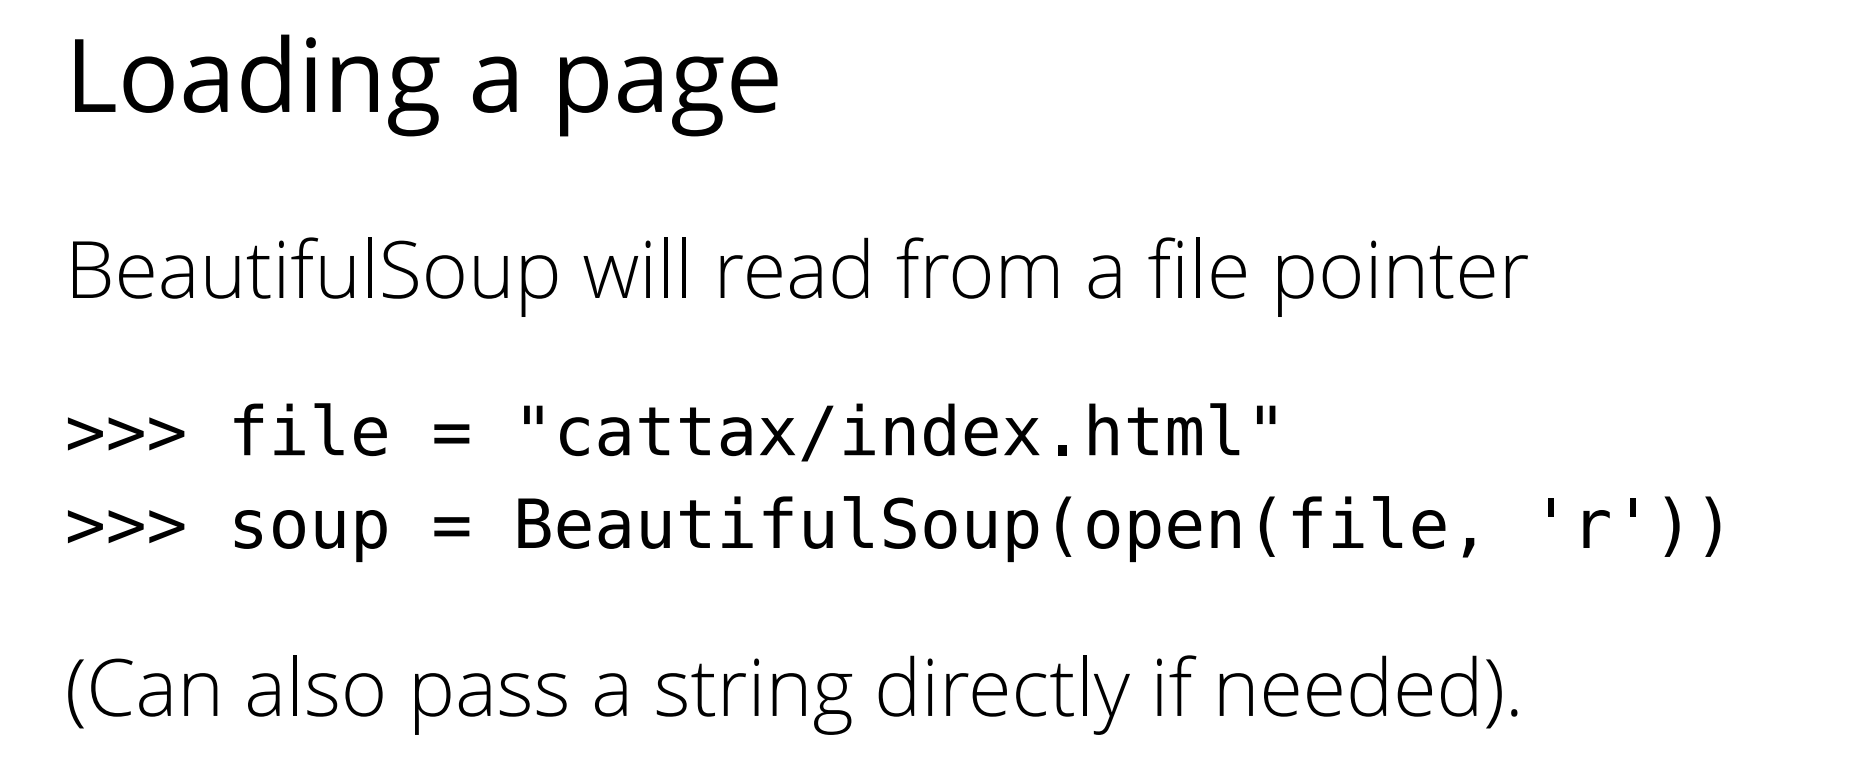 Loading a page
BeautifulSoup will read from a file pointer
>>> file = "cattax/index.html"
>>> soup = BeautifulSoup(open(file, 'r'))
(Can also pass a string directly if needed).